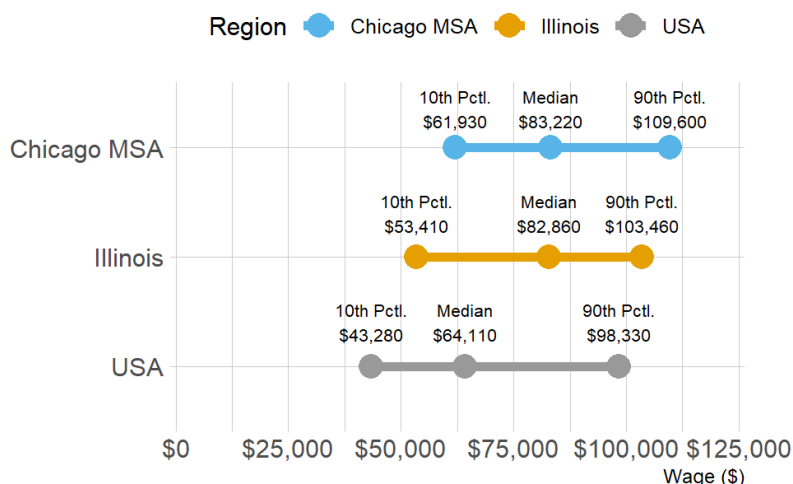 Region Chicago MSA Illinois USA
10th Pctl. Median 90th Pctl.
$61,930 $83,220 $109,600
Chicago MSA
10th Pctl. Median 90th Pctl.
$53,410 $82,860 $103,460
Illinois
10th Pctl. Median 90th Pctl.
$43,280 $64,110 $98,330
USA
$0 $25,000 $50,000 $75,000 $100,000 $125,000
Wage ($)